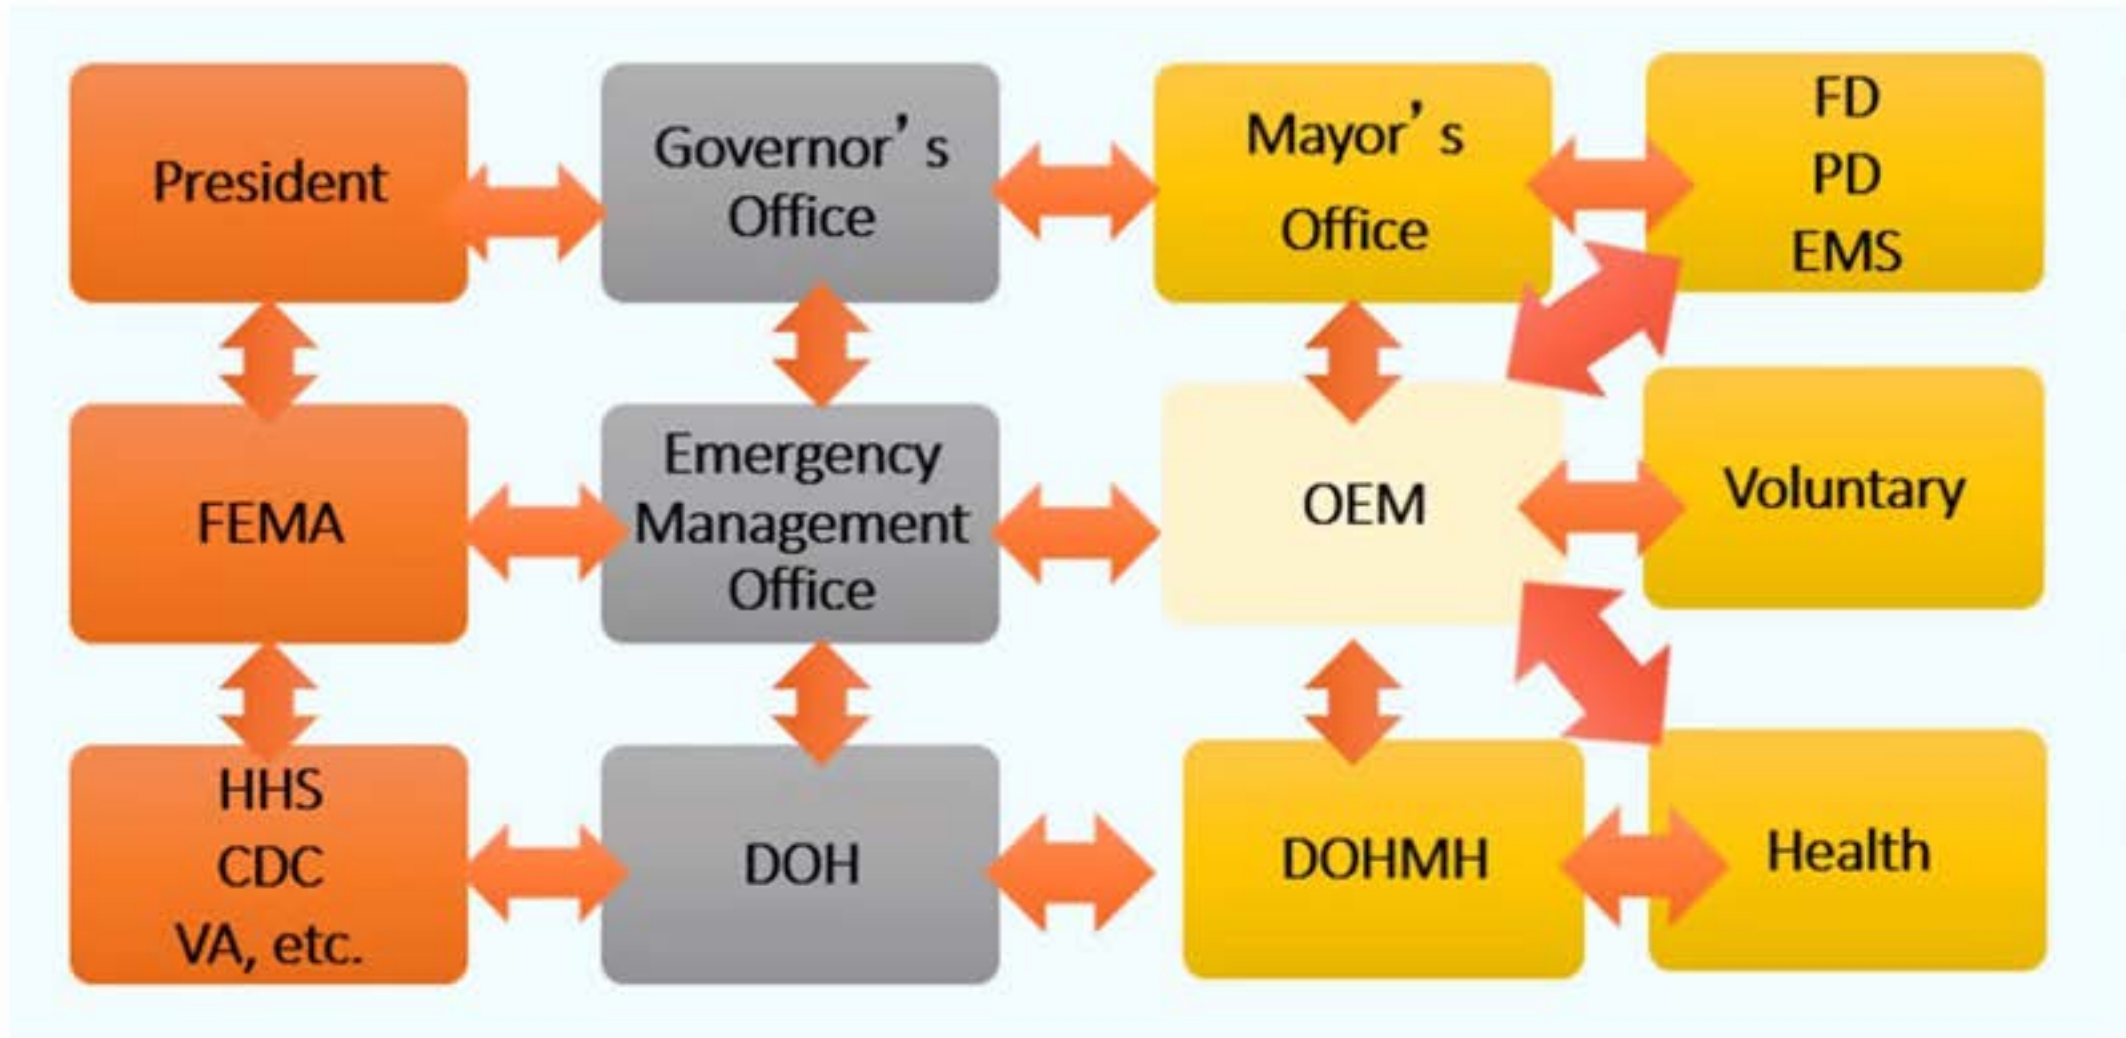 President
Governor’s
Office
Mayor’s
Office
FD
PD
EMS
FEMA
Emergency
Management
Office
OEM
Voluntary
HHS
CDC
VA, etc.
DOH
DOHMH
Health